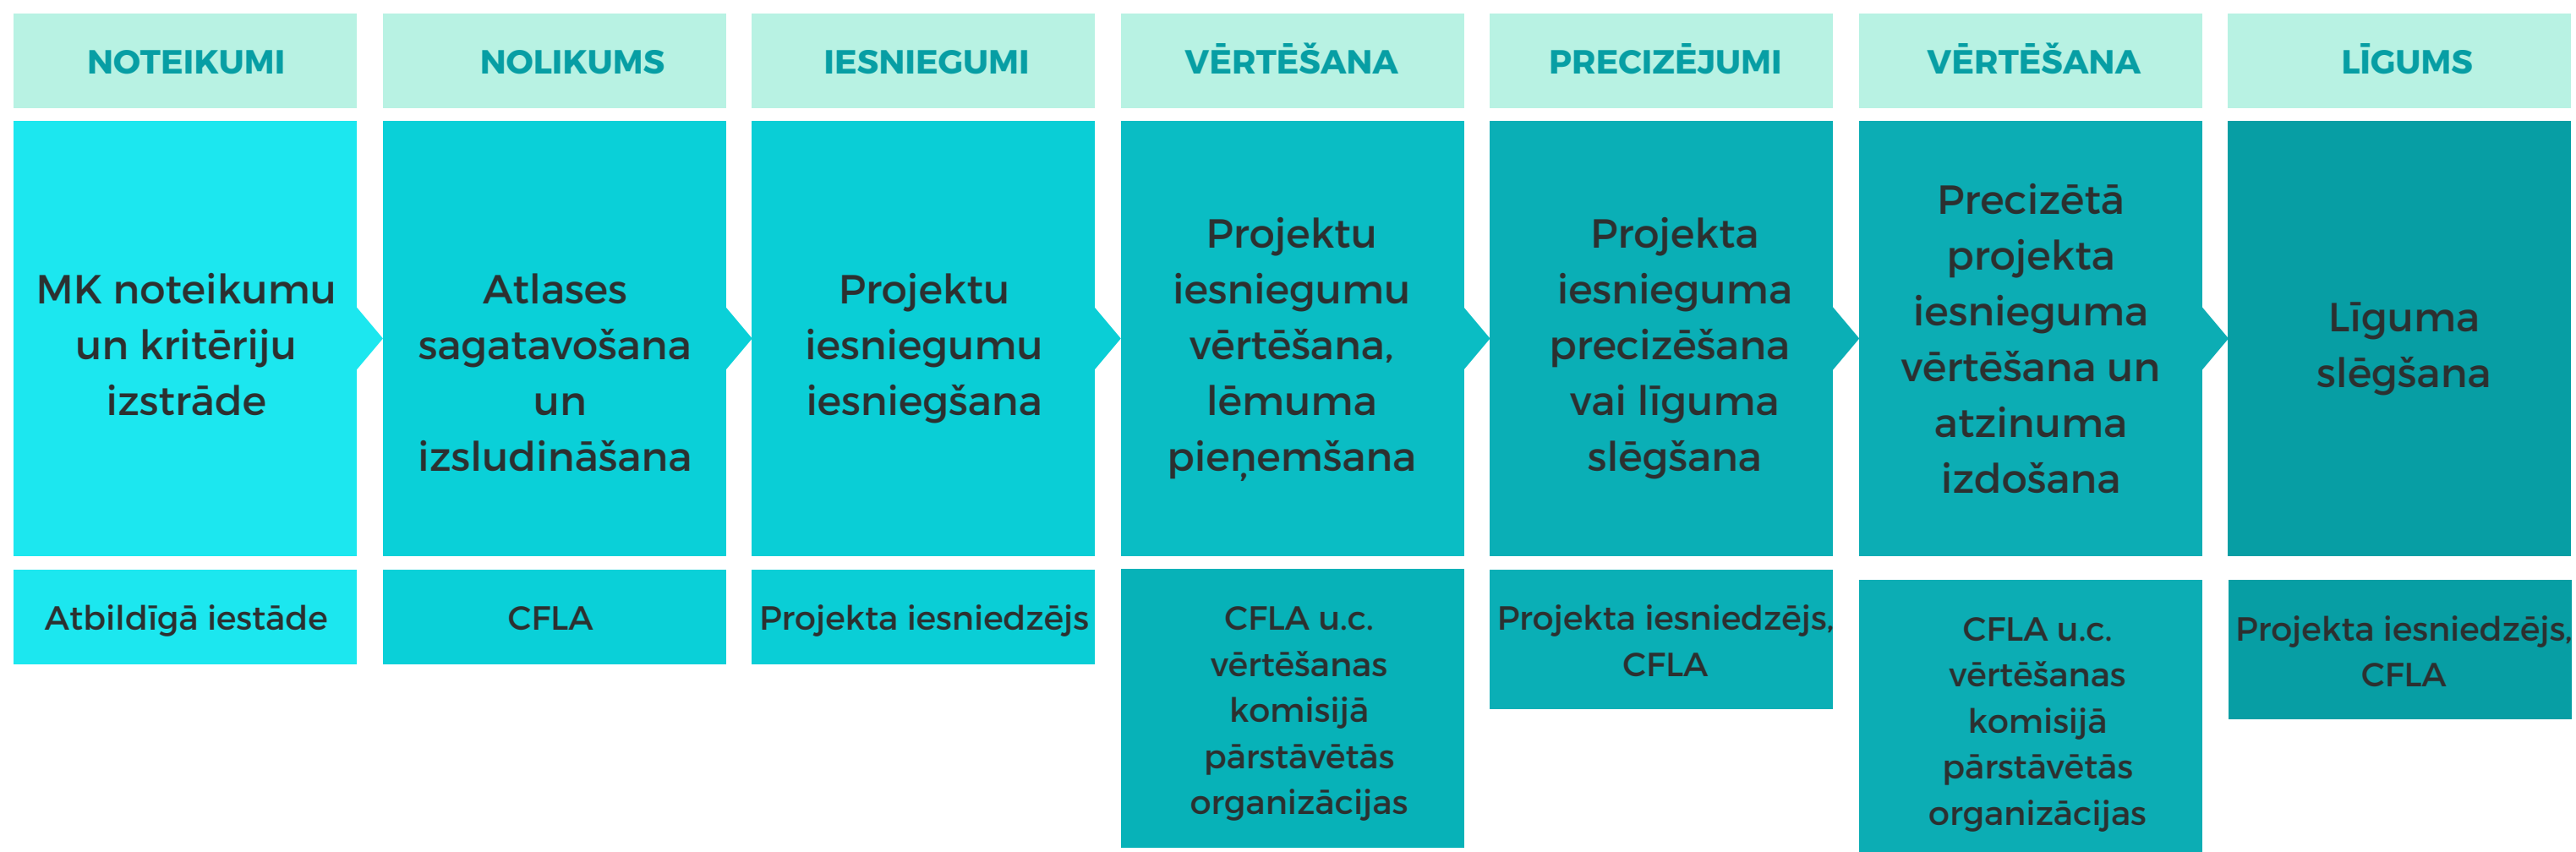 NOTEIKUMI
NOLIKUMS
IESNIEGUMI
VĒRTĒŠANA
PRECIZĒJUMI
VĒRTĒŠANA
LĪGUMS
MK noteikumu
un kritēriju
izstrāde
Atlases
sagatavošana
un
izsludināšana
Projektu
iesniegumu
iesniegšana
Projektu
iesniegumu
vērtēšana,
lēmuma
pieņemšana
Projekta
iesnieguma
precizēšana
vai līguma
slēgšana
Precizētā
projekta
iesnieguma
vērtēšana un
atzinuma
izdošana
Līguma
slēgšana
Atbildīgā iestāde
CFLA
Projekta iesniedzējs
CFLA u.c.
vērtēšanas
komisijā
pārstāvētās
organizācijas
Projekta iesniedzējs,
CFLA
CFLA u.c.
vērtēšanas
komisijā
pārstāvētās
organizācijas
Projekta iesniedzējs,
CFLA